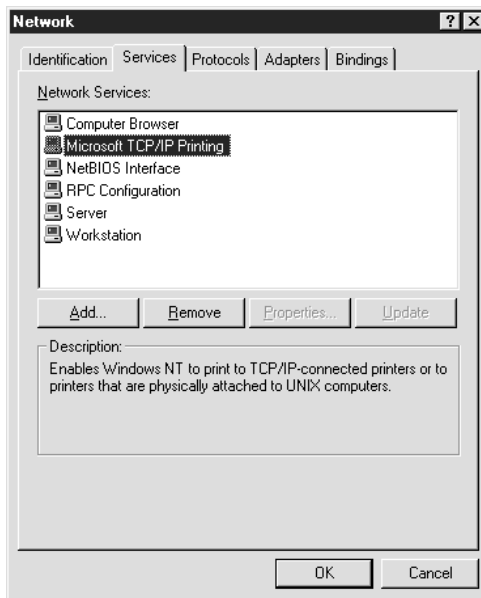 Network
Identification Services Protocols Adapters Bindings
Network Services:
Computer Browser
Microsoft TCP/IP Printing
NetBIOS Interface
RPC Configuration
Server
Workstation
Add... Remove Properties... Update
Description:
Enables Windows NT to print to TCP/IP-connected printers or to
printers that are physically attached to UNIX computers.
OK Cancel